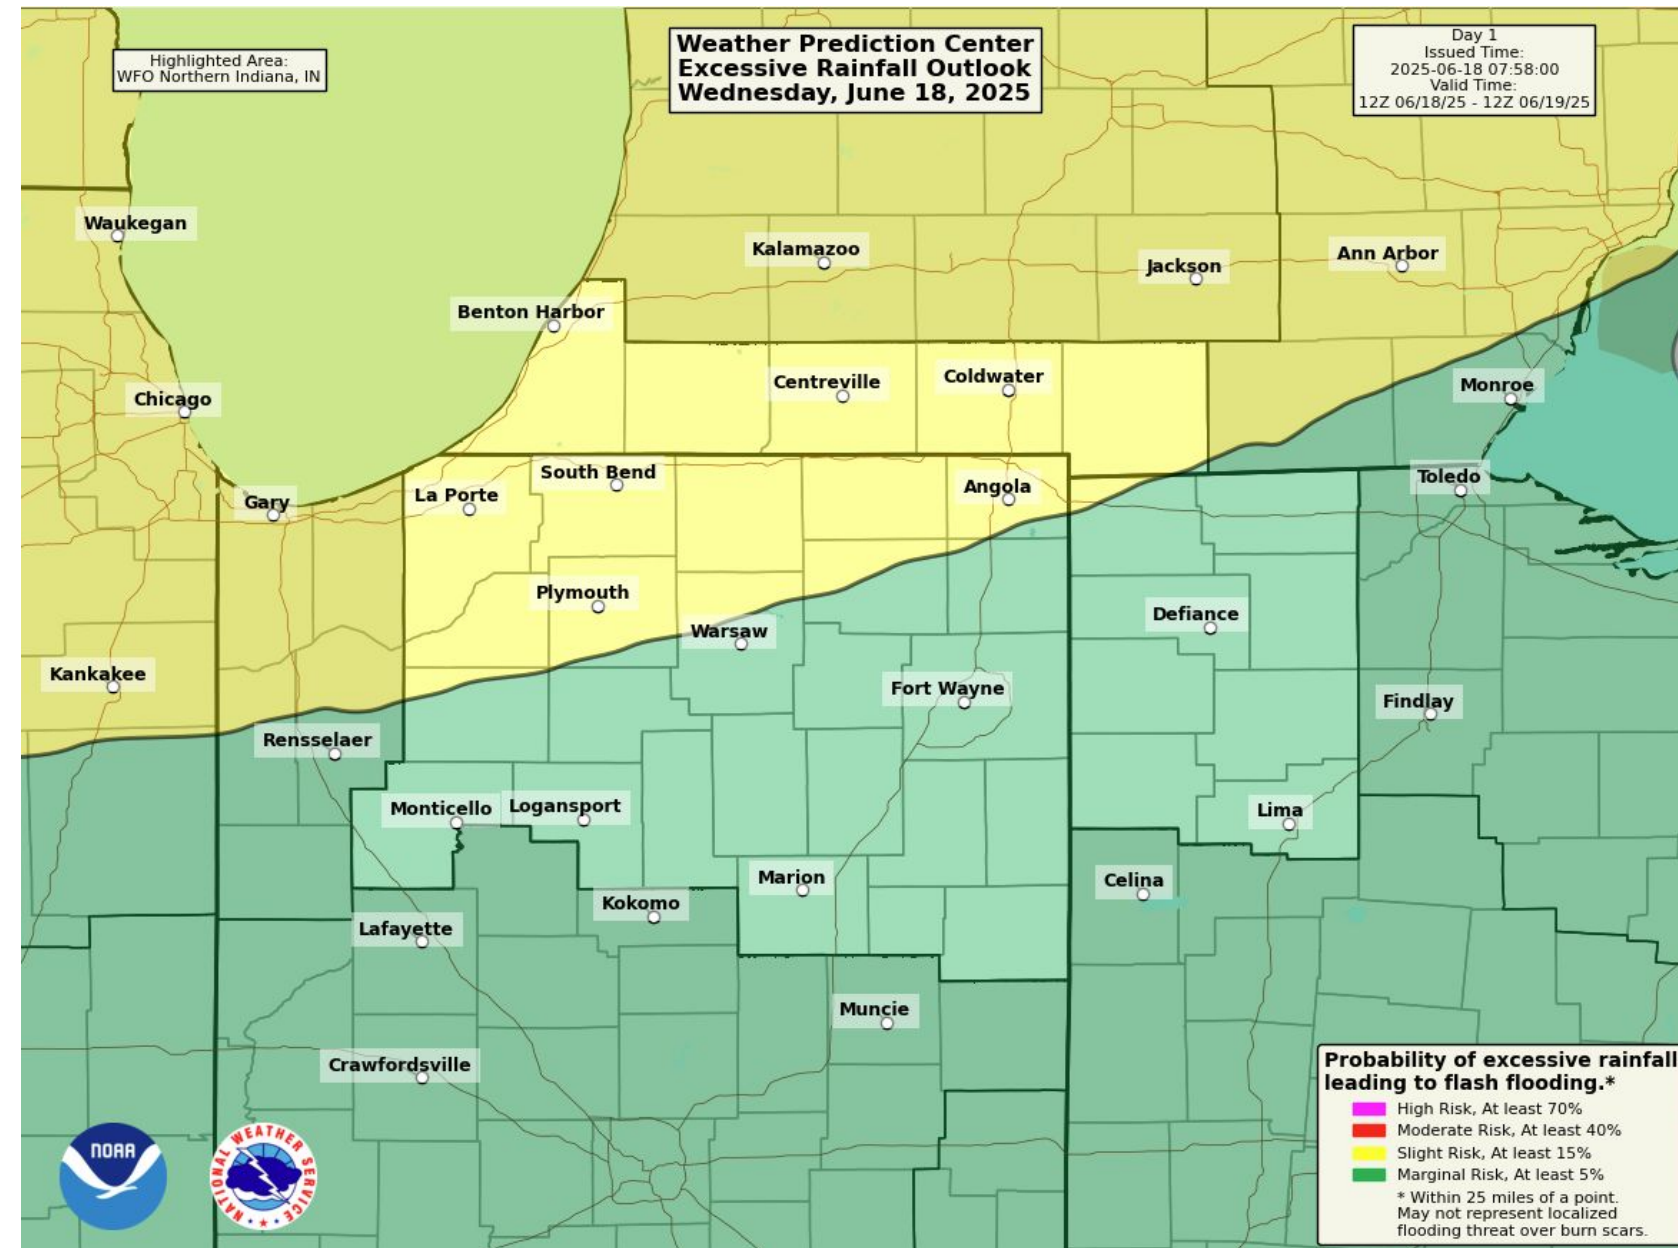 Highlighted Area:
WFO Northern Indiana, IN
Weather Prediction Center
Excessive Rainfall Outlook
Wednesday, June 18, 2025
Day 1
Issued Time:
2025-06-18 07:58:00
Valid Time:
12Z 06/18/25 - 12Z 06/19/25
Waukegan
Kalamazoo
Jackson
Ann Arbor
Benton Harbor
Centreville
Coldwater
Chicago
Monroe
South Bend
Toledo
La Porte
Angola
Gary
Plymouth
Defiance
Warsaw
Kankakee
Fort Wayne
Findlay
Rensselaer
Monticello
Logansport
Lima
Marion
Celina
Kokomo
Lafayette
Muncie
Crawfordsville
Probability of excessive rainfall
leading to flash flooding.*
High Risk, At least 70%
Moderate Risk, At least 40%
Slight Risk, At least 15%
Marginal Risk, At least 5%
* Within 25 miles of a point.
May not represent localized
flooding threat over burn scars.
NOAA
NATIONAL WEATHER SERVICE